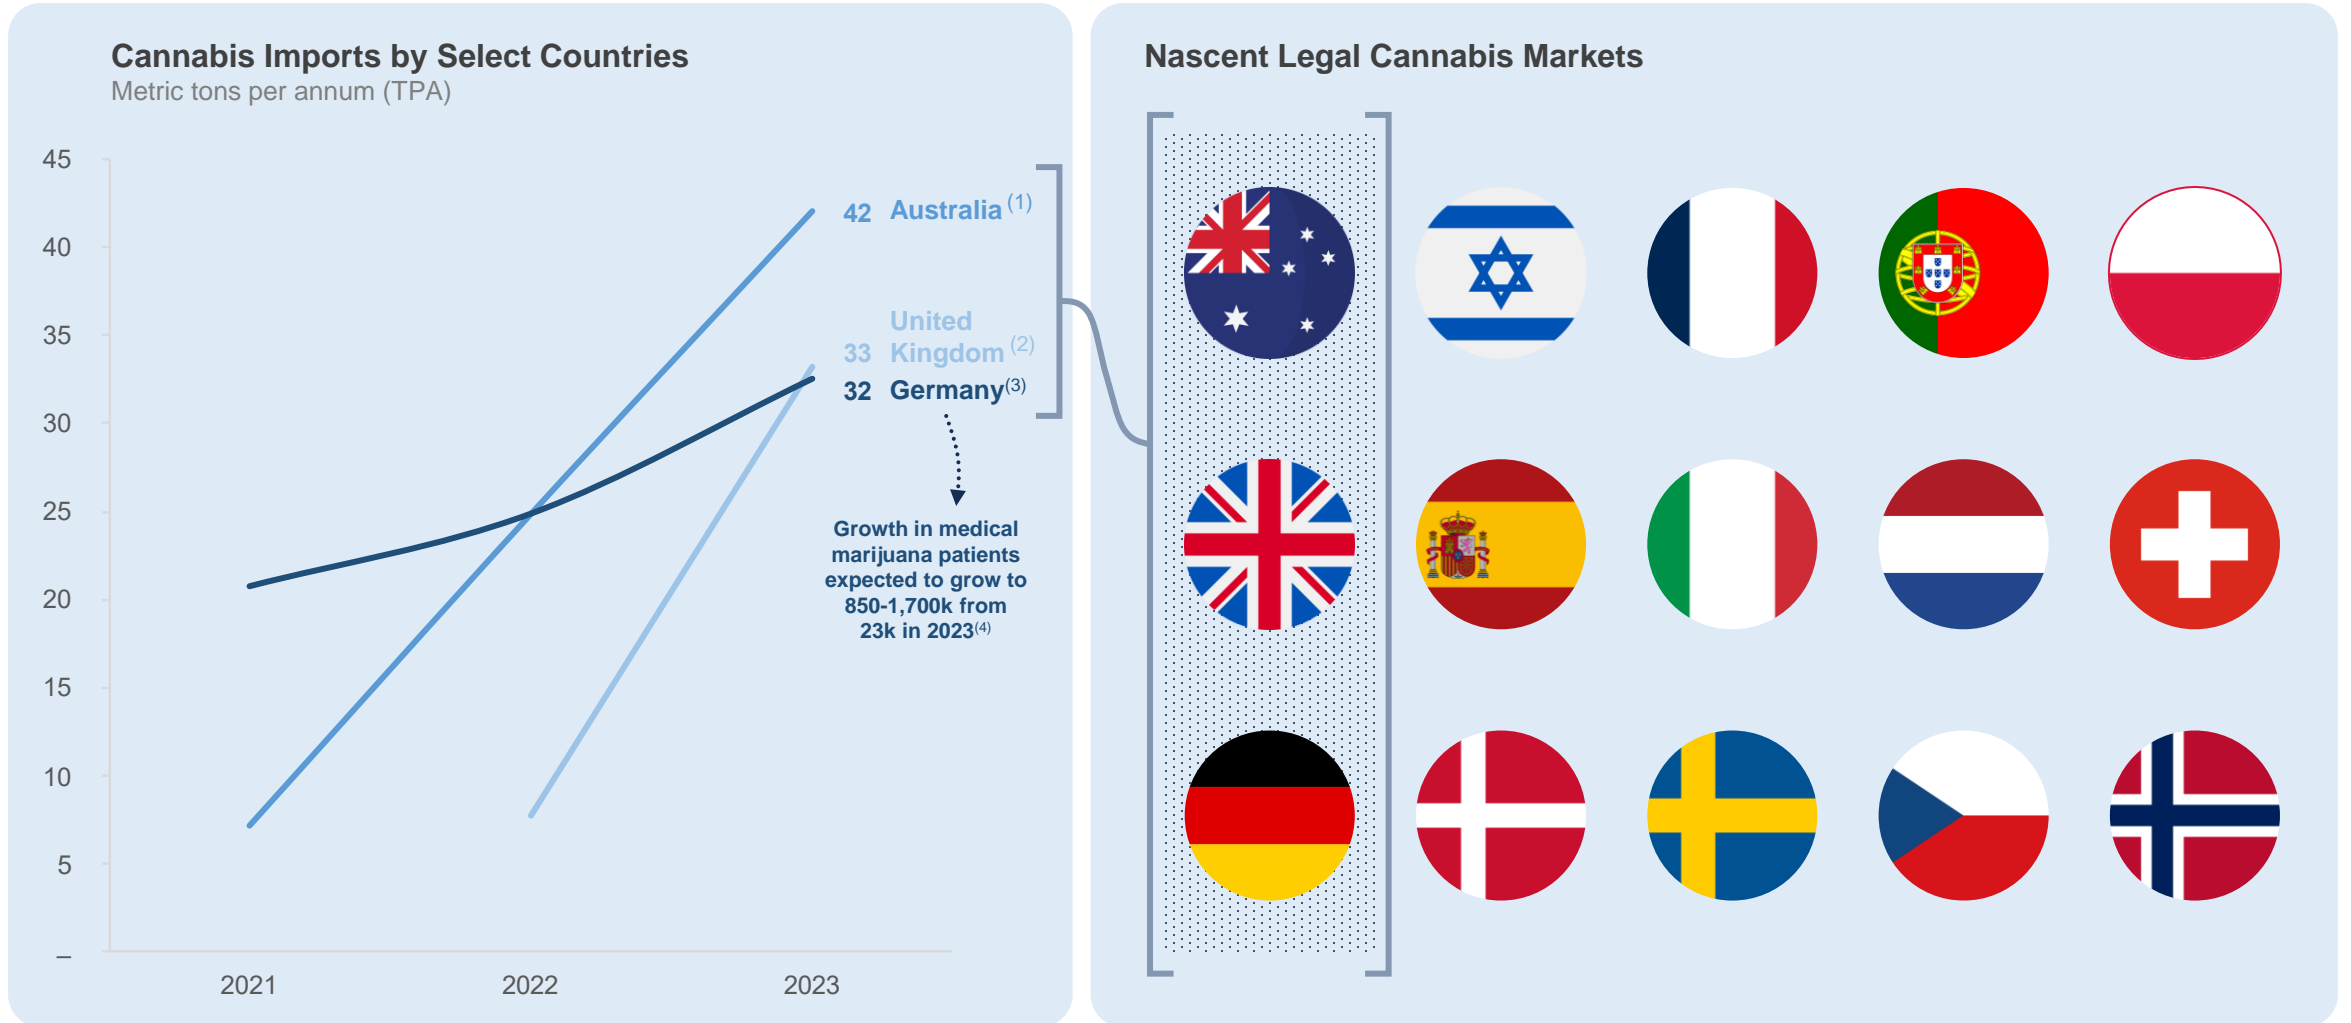 Cannabis Imports by Select Countries
Metric tons per annum (TPA)
45
40
35
30
25
20
15
10
5
–
2021 2022 2023
42 Australia (1)
United
33 Kingdom (2)
32 Germany(3)
Growth in medical
marijuana patients
expected to grow to
850-1,700k from
23k in 2023(4)
Nascent Legal Cannabis Markets